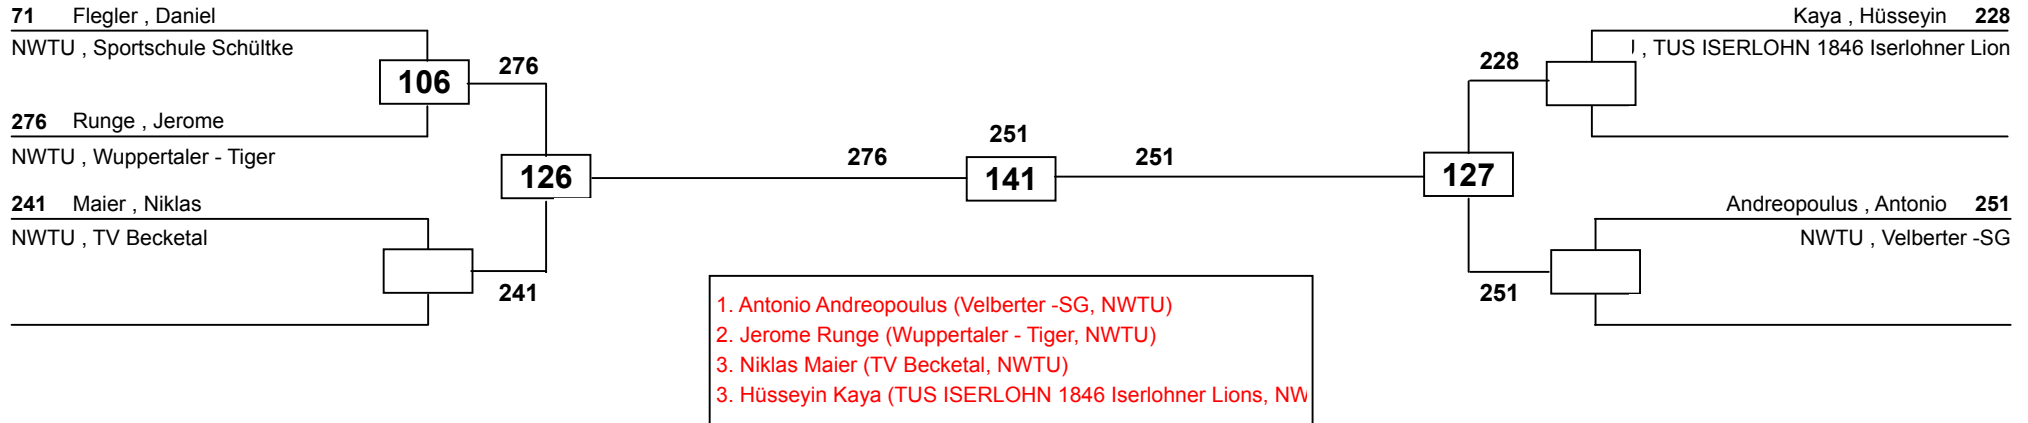 71 Flegler , Daniel
NWTU , Sportschule Schültke
106
276
276 Runge , Jerome
NWTU , Wuppertaler - Tiger
126
241 Maier , Niklas
NWTU , TV Becketal
241
276
251
141
251
Kaya , Hüsseyin 228
, TUS ISERLOHN 1846 Iserlohner Lion
228
127
Andreopoulus , Antonio 251
NWTU , Velberter -SG
251
1. Antonio Andreopoulus (Velberter -SG, NWTU)
2. Jerome Runge (Wuppertaler - Tiger, NWTU)
3. Niklas Maier (TV Becketal, NWTU)
3. Hüsseyin Kaya (TUS ISERLOHN 1846 Iserlohner Lions, NW